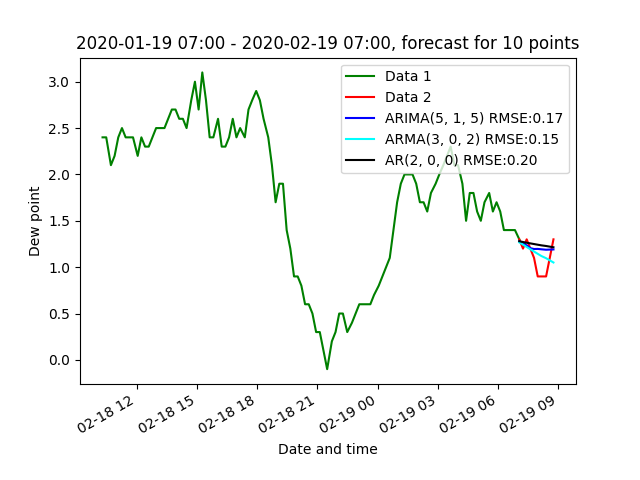 2020-01-19 07:00 - 2020-02-19 07:00, forecast for 10 points
Data 1
Data 2
ARIMA(5, 1, 5) RMSE:0.17
ARMA(3, 0, 2) RMSE:0.15
AR(2, 0, 0) RMSE:0.20
Dew point
3.0
2.5
2.0
1.5
1.0
0.5
0.0
02-18 12
02-18 15
02-18 18
02-18 21
02-19 00
02-19 03
02-19 06
02-19 09
Date and time